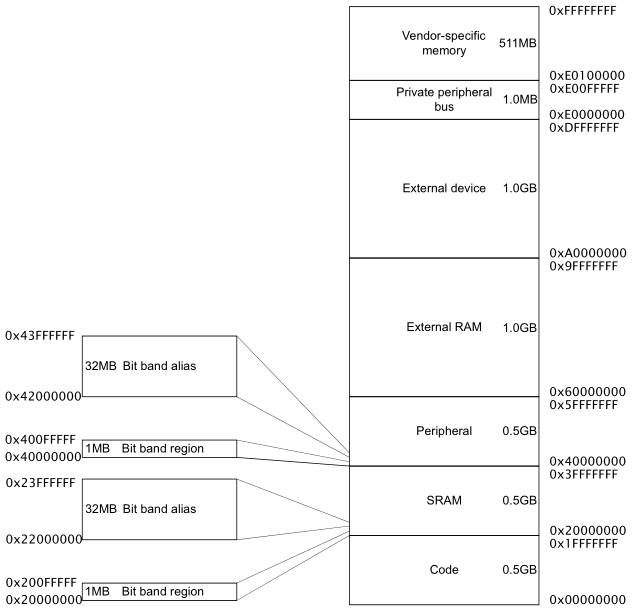 0xFFFFFFFF
Vendor-specific
memory
511MB
0xE0100000
0xE00FFFFF
Private peripheral
bus
1.0MB
0xE0000000
0xDFFFFFFF
External device 1.0GB
0xA0000000
0x9FFFFFFF
External RAM 1.0GB
0x60000000
0x5FFFFFFF
Peripheral 0.5GB
0x40000000
0x3FFFFFFF
SRAM 0.5GB
0x20000000
0x1FFFFFFF
Code 0.5GB
0x00000000
0x43FFFFFF
32MB Bit band alias
0x42000000
0x400FFFFF
1MB Bit band region
0x40000000
0x23FFFFFF
32MB Bit band alias
0x22000000
0x200FFFFF
1MB Bit band region
0x20000000